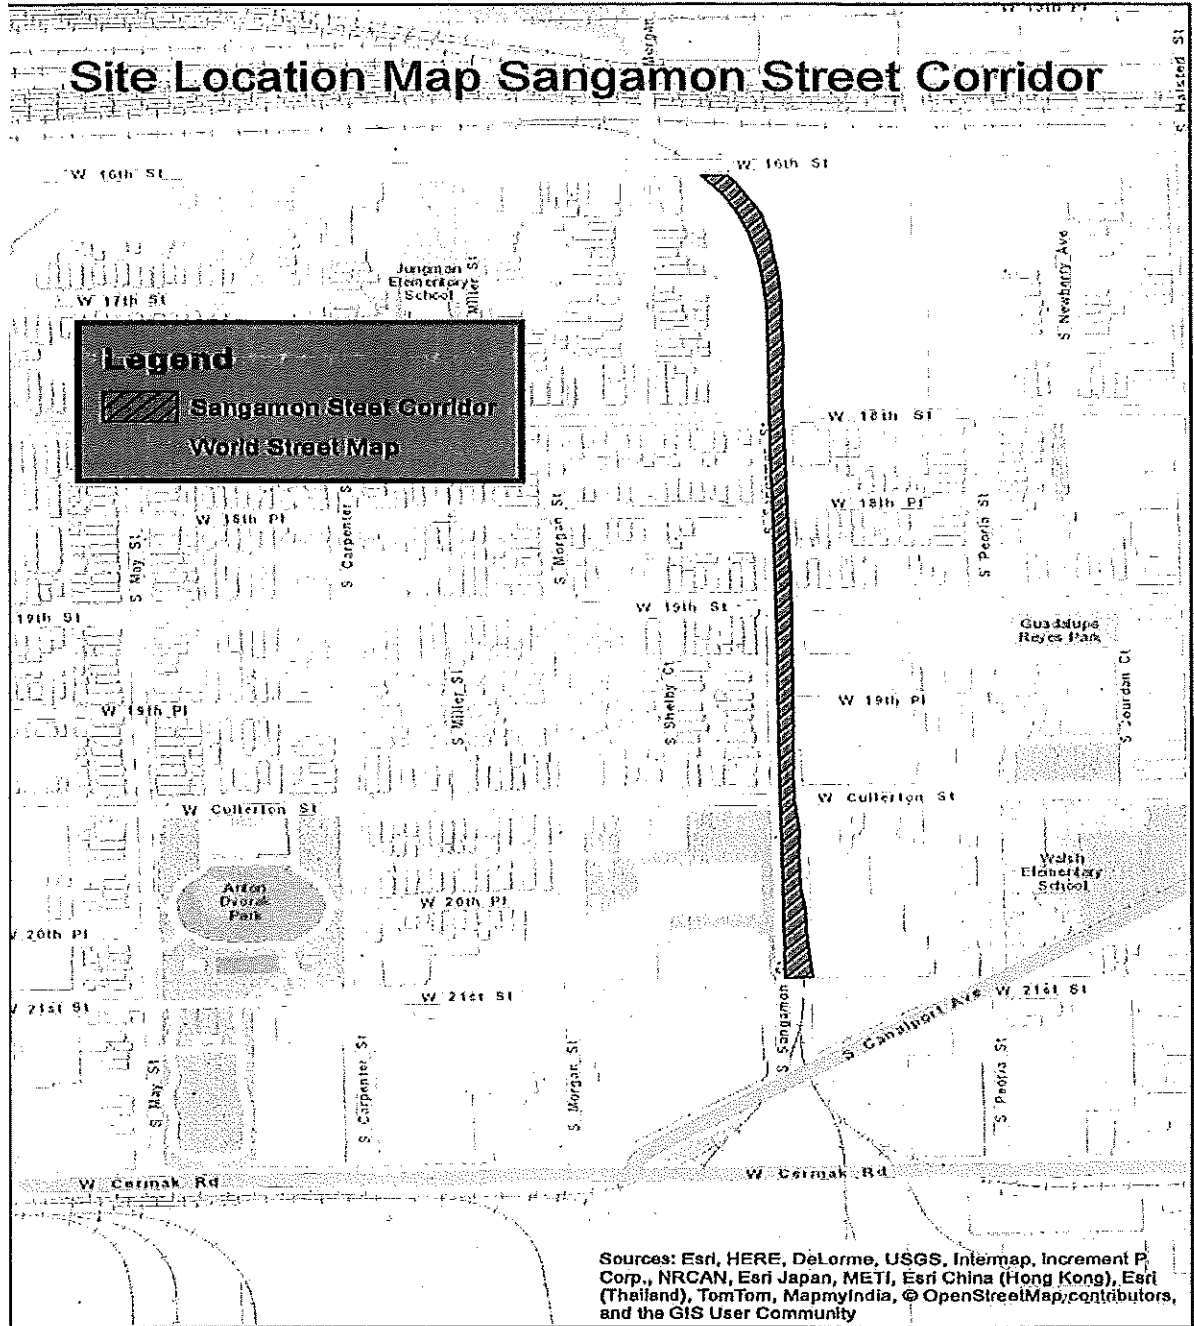 W 15th Pl
Morgan
S Halsted St
Site Location Map Sangamon Street Corridor
W 16th St
W 16th St
Jungman
Elementary
School
Miller St
S Newberry Ave
W 17th St
Legend
Sangamon Steet Corridor
World Street Map
W 18th St
W 18th Pl
W 18th Pl
S May St
S Carpenter S
S Morgan St
S Peoria St
19th St
W 19th St
Guadalupe
Reyes Park
W 19th Pl
S Miller St
S Shelby Ct
W 19th Pl
S Jourdan Ct
W Cullerton St
W Cullerton St
Anton
Dvorak
Park
W 20th Pl
Walsh
Elementary
School
W 20th Pl
W 21st St
W 21st St
S Sangamon St
S Canalport Ave
W 21st St
S May St
S Carpenter St
S Morgan St
S Peoria St
W Cermak Rd
W Cermak Rd
Sources: Esri, HERE, DeLorme, USGS, Intermap, Increment P
Corp., NRCAN, Esri Japan, METI, Esri China (Hong Kong), Esri
(Thailand), TomTom, MapmyIndia, © OpenStreetMap contributors,
and the GIS User Community